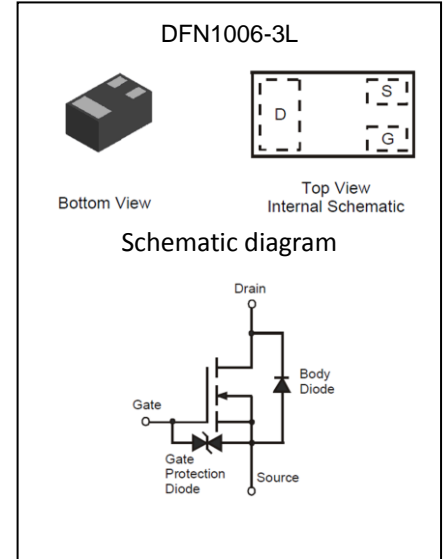 DFN1006-3L
D
S
G
Bottom View
Top View
Internal Schematic
Schematic diagram
Drain
Body
Diode
Gate
Gate
Protection
Diode
Source